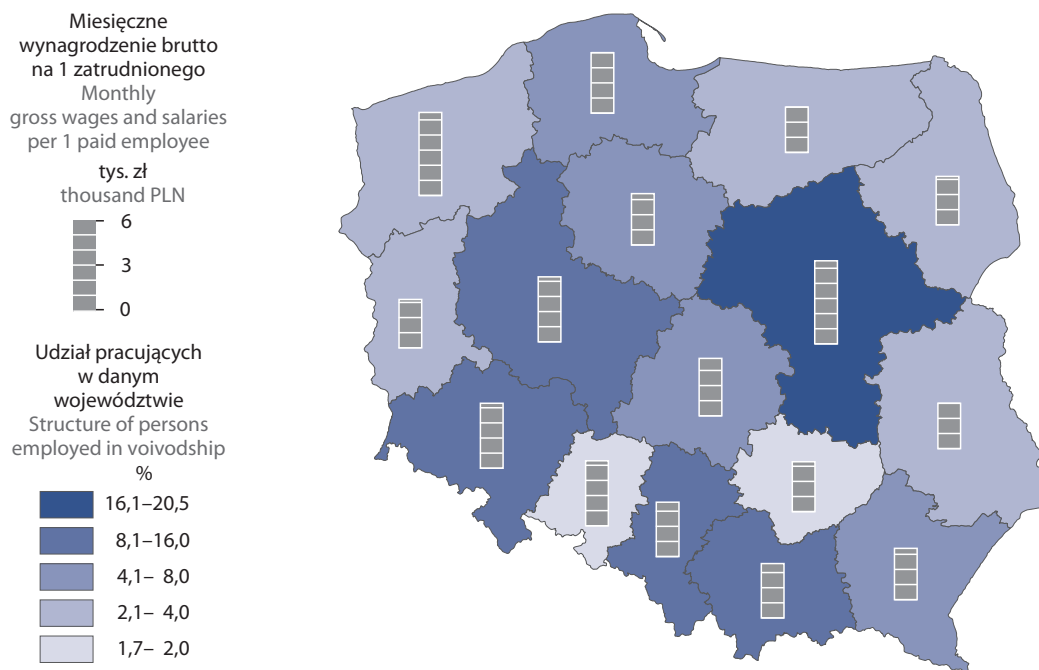 Miesięczne
wynagrodzenie brutto
na 1 zatrudnionego
Monthly
gross wages and salaries
per 1 paid employee
tys. zł
thousand PLN
6
3
0
Udział pracujących
w danym
województwie
Structure of persons
employed in voivodship
%
16,1–20,5
8,1–16,0
4,1– 8,0
2,1– 4,0
1,7– 2,0